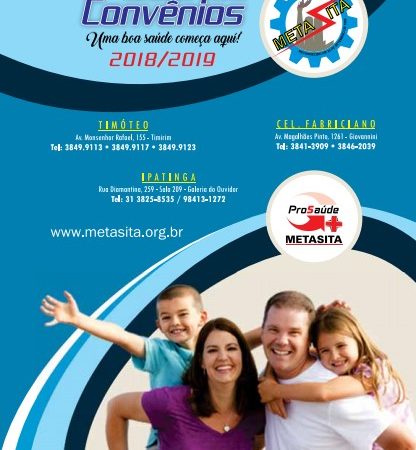 Convênios
Uma boa saúde começa aqui!
2018/2019
METASITA
TIMÓTEO
Av. Monsenhor Rafael, 155 - Timirim
Tel: 3849.9113 • 3849.9117 • 3849.9123
CEL. FABRICIANO
Av. Magalhães Pinto, 1261 - Giovannini
Tel: 3841-3909 • 3846-2039
IPATINGA
Rua Diamantina, 259 - Sala 209 - Galeria do Ouvidor
Tel: 31 3825-8535 / 98413-1272
www.metasita.org.br
ProSaúde
METASITA